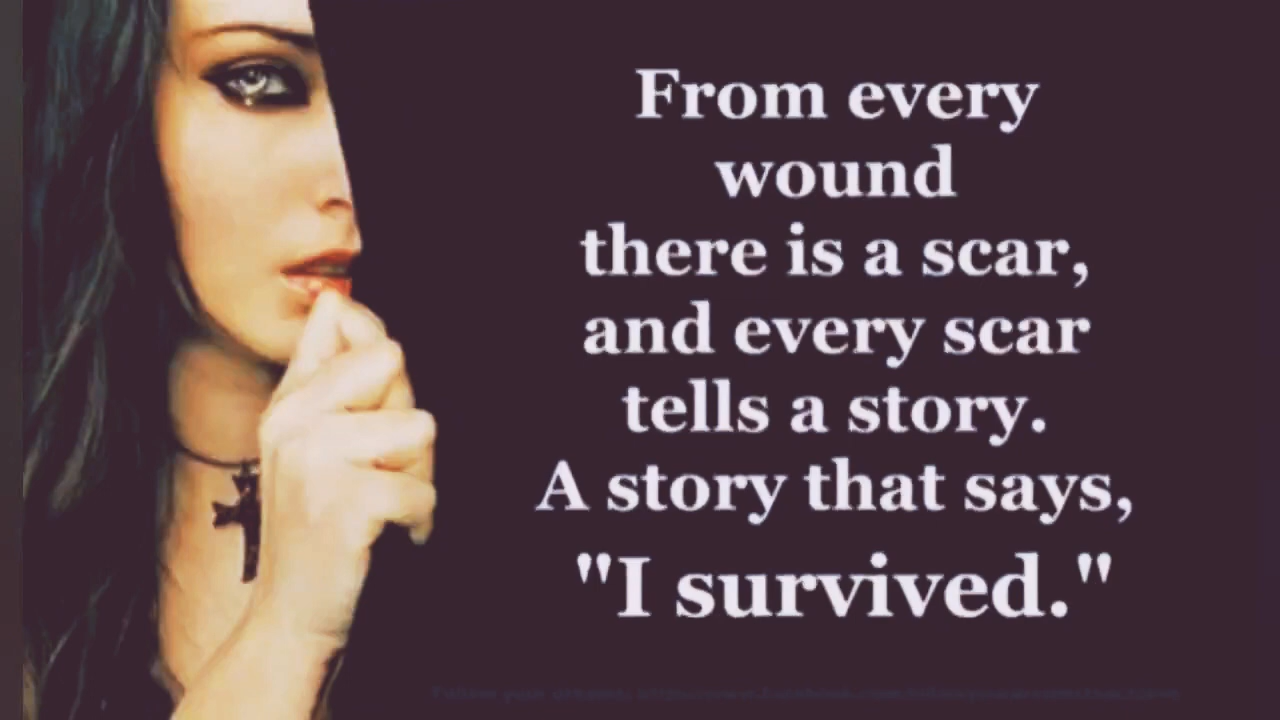 From every
wound
there is a scar,
and every scar
tells a story.
A story that says,
"I survived."